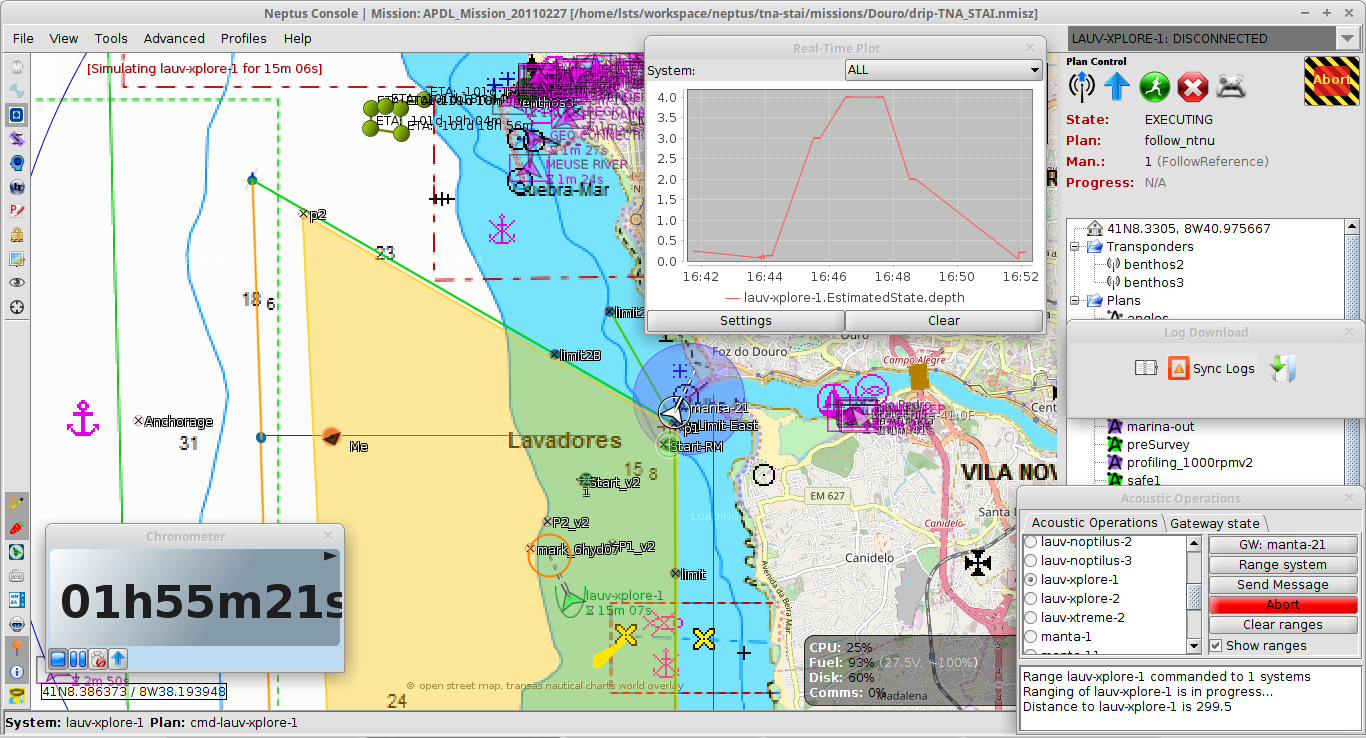 Neptus Console | Mission: APDL_Mission_20110227 [/home/lsts/workspace/neptus/tna-stai/missions/Douro/drip-TNA_STAI.nmisz]
File View Tools Advanced Profiles Help
LAUV-XPLORE-1: DISCONNECTED
[Simulating lauv-xplore-1 for 15m 06s]
ETA: 101d 19h 04m
ETA: 101d 18h 56m
benthos3
GEO CONNECTI
1m 27s
MEUSE RIVER
1m 24s
Quebra-Mar
p2
23
18
6
limit2B
Anchorage
31
Me
Lavadores
15
8
manta-21
Limit-East
Start-RM
Start_v2
1
P2_v2
mark_6hyd07
P1_v2
limit
lauv-xplore-1
15m 07s
24
LOADING
Foz do Douro
Ouro
Campo Alegre
EM 627
VILA NOV
Santa
Canidelo
Canidelo
Avenida da Beira Mar
Madalena
© open street map, transas nautical charts world overlay
2m 50s
41N8.386373 / 8W38.193948
Real-Time Plot
System: ALL
4.0
3.5
3.0
2.5
2.0
1.5
1.0
0.5
0.0
16:42 16:44 16:46 16:48 16:50 16:52
lauv-xplore-1.EstimatedState.depth
Settings Clear
Plan Control
Abort
State: EXECUTING
Plan: follow_ntnu
Man.: 1 (FollowReference)
Progress: N/A
41N8.3305, 8W40.975667
Transponders
benthos2
benthos3
Plans
angles
Log Download
Sync Logs
marina-out
preSurvey
profiling_1000rpmv2
safe1
Acoustic Operations
Acoustic Operations Gateway state
lauv-noptilus-2
lauv-noptilus-3
lauv-xplore-1
lauv-xplore-2
lauv-xtreme-2
manta-1
manta-11
GW: manta-21
Range system
Send Message
Abort
Clear ranges
Show ranges
Range lauv-xplore-1 commanded to 1 systems
Ranging of lauv-xplore-1 is in progress...
Distance to lauv-xplore-1 is 299.5
Chronometer
01h55m21s
CPU: 25%
Fuel: 93% (27.5V, ~100%)
Disk: 60%
Comms: 0%
System: lauv-xplore-1 Plan: cmd-lauv-xplore-1